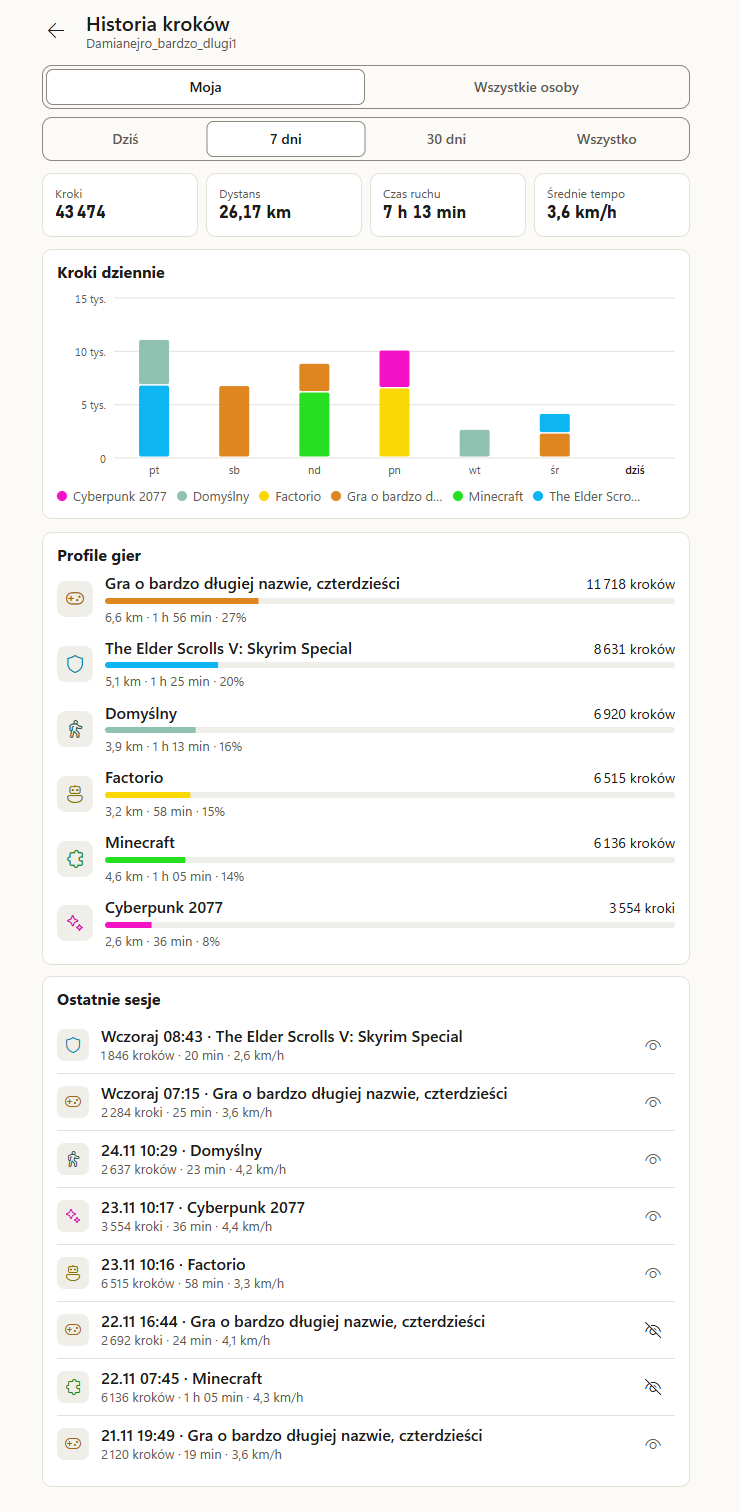 Historia kroków
Damianejro_bardzo_dlugi1
Moja
Wszystkie osoby
Dziś
7 dni
30 dni
Wszystko
Kroki
43 474
Dystans
26,17 km
Czas ruchu
7 h 13 min
Średnie tempo
3,6 km/h
Kroki dziennie
15 tys.
10 tys.
5 tys.
0
pt
sb
nd
pn
wt
śr
dziś
Cyberpunk 2077
Domyślny
Factorio
Gra o bardzo d...
Minecraft
The Elder Scro...
Profile gier
Gra o bardzo długiej nazwie, czterdzieści
11 718 kroków
6,6 km · 1 h 56 min · 27%
The Elder Scrolls V: Skyrim Special
8 631 kroków
5,1 km · 1 h 25 min · 20%
Domyślny
6 920 kroków
3,9 km · 1 h 13 min · 16%
Factorio
6 515 kroków
3,2 km · 58 min · 15%
Minecraft
6 136 kroków
4,6 km · 1 h 05 min · 14%
Cyberpunk 2077
3 554 kroki
2,6 km · 36 min · 8%
Ostatnie sesje
Wczoraj 08:43 · The Elder Scrolls V: Skyrim Special
1 846 kroków · 20 min · 2,6 km/h
Wczoraj 07:15 · Gra o bardzo długiej nazwie, czterdzieści
2 284 kroki · 25 min · 3,6 km/h
24.11 10:29 · Domyślny
2 637 kroków · 23 min · 4,2 km/h
23.11 10:17 · Cyberpunk 2077
3 554 kroki · 36 min · 4,4 km/h
23.11 10:16 · Factorio
6 515 kroków · 58 min · 3,3 km/h
22.11 16:44 · Gra o bardzo długiej nazwie, czterdzieści
2 692 kroki · 24 min · 4,1 km/h
22.11 07:45 · Minecraft
6 136 kroków · 1 h 05 min · 4,3 km/h
21.11 19:49 · Gra o bardzo długiej nazwie, czterdzieści
2 120 kroków · 19 min · 3,6 km/h